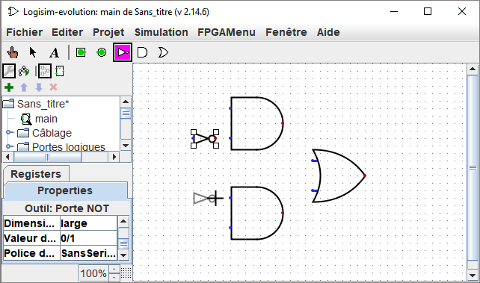 Logisim-evolution: main de Sans_titre (v 2.14.6)
Fichier Editer Projet Simulation FPGAMenu Fenêtre Aide
A
Sans_titre*
main
Câblage
Portes logiques
Registers
Properties
Outil: Porte NOT
Dimensi... large
Valeur d... 0/1
Police d... SansSeri...
100%